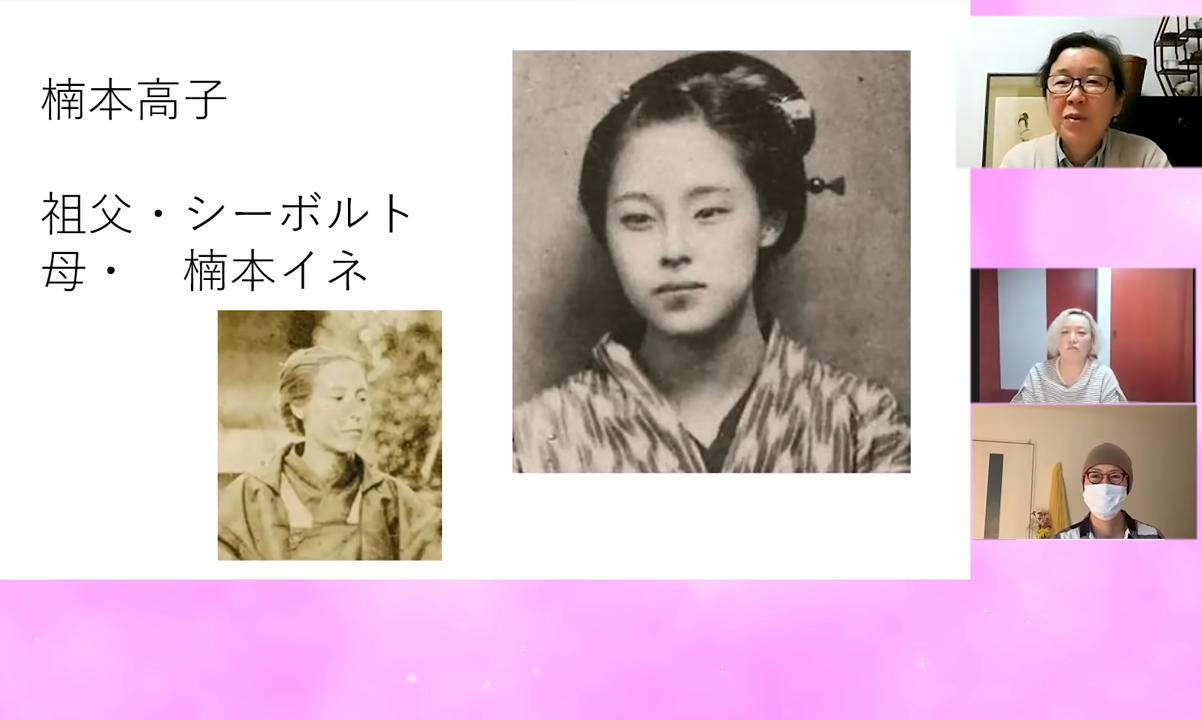 楠本高子
祖父・シーボルト
母・　楠本イネ